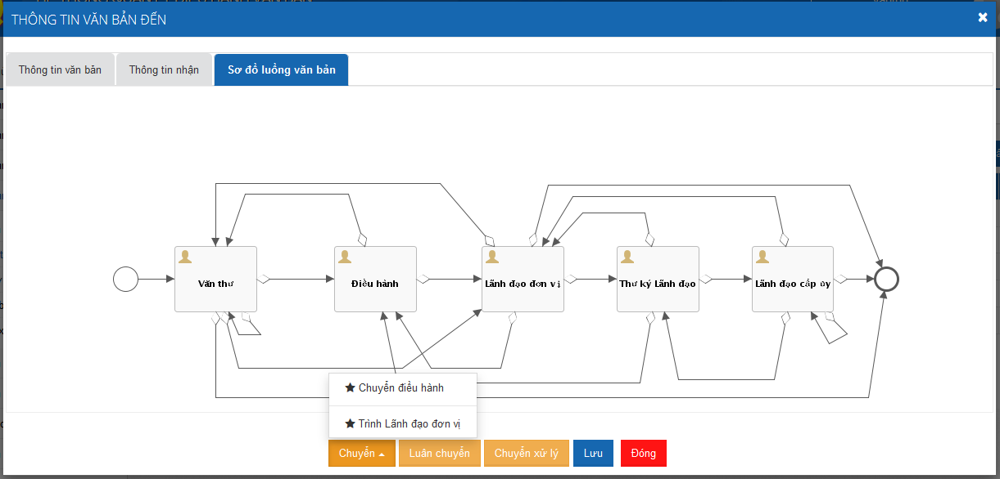 THÔNG TIN VĂN BẢN ĐẾN
Thông tin văn bản
Thông tin nhận
Sơ đồ luồng văn bản
Văn thư
Điều hành
Lãnh đạo đơn vị
Thư ký Lãnh đạo
Lãnh đạo cấp ủy
Chuyển điều hành
Trình Lãnh đạo đơn vị
Chuyển
Luân chuyển
Chuyển xử lý
Lưu
Đóng